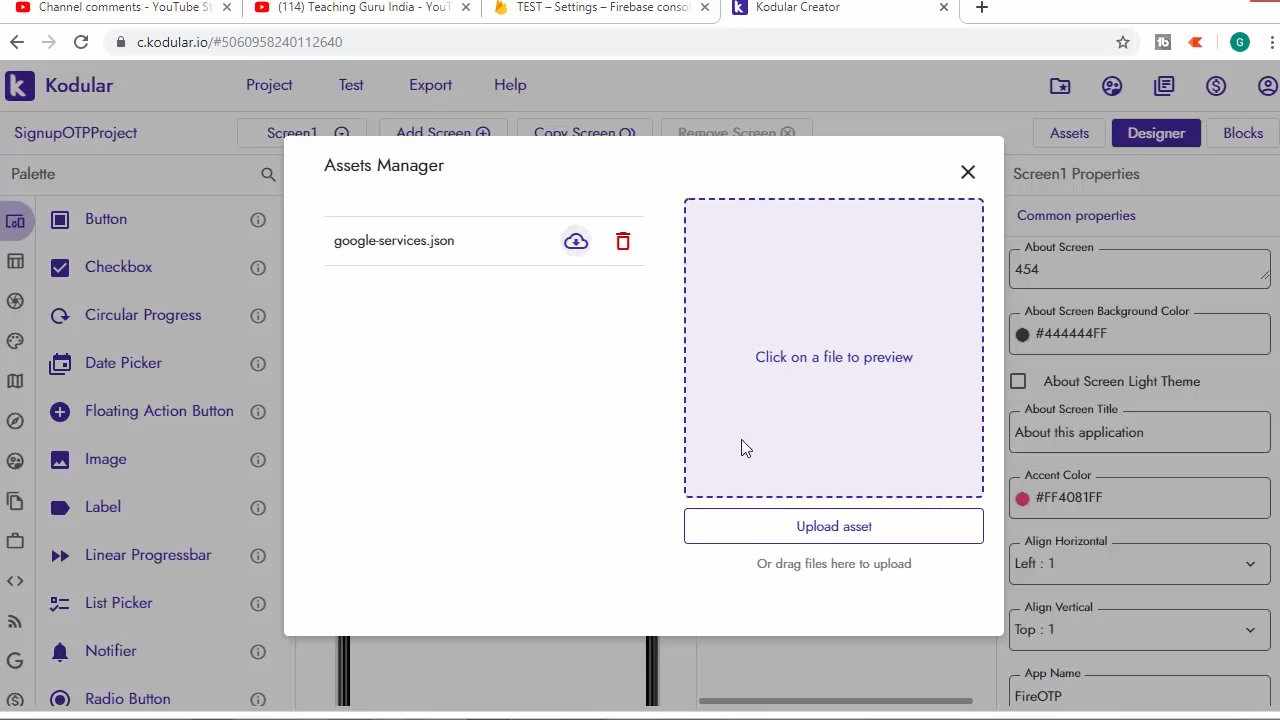 Channel comments - YouTube St
(114) Teaching Guru India - YouT
TEST – Settings – Firebase consol
Kodular Creator
c.kodular.io/#5060958240112640
G
Kodular
Project
Test
Export
Help
SignupOTPProject
Screen1
Add Screen
Copy Screen
Remove Screen
Assets
Designer
Blocks
Palette
Assets Manager
Screen1 Properties
Button
Common properties
google-services.json
About Screen
454
Checkbox
Circular Progress
About Screen Background Color
#444444FF
Click on a file to preview
Date Picker
About Screen Light Theme
Floating Action Button
About Screen Title
About this application
Image
Accent Color
#FF4081FF
Label
Upload asset
Align Horizontal
Left : 1
Linear Progressbar
Or drag files here to upload
List Picker
Align Vertical
Top : 1
Notifier
App Name
FireOTP
Radio Button